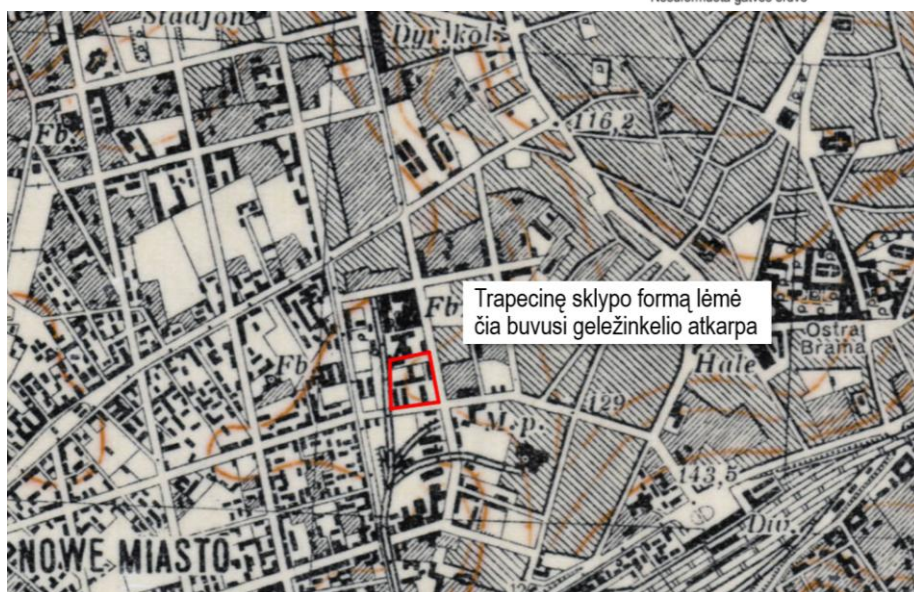 Stadjon
Dyr. kol.
Fb.
116,2
Fb.
Trapecinę sklypo formą lėmė
čia buvusi geležinkelio atkarpa
Ostra
Brama
Fb.
Hale
129
M.p.
143,5
Dw.
NOWE MIASTO